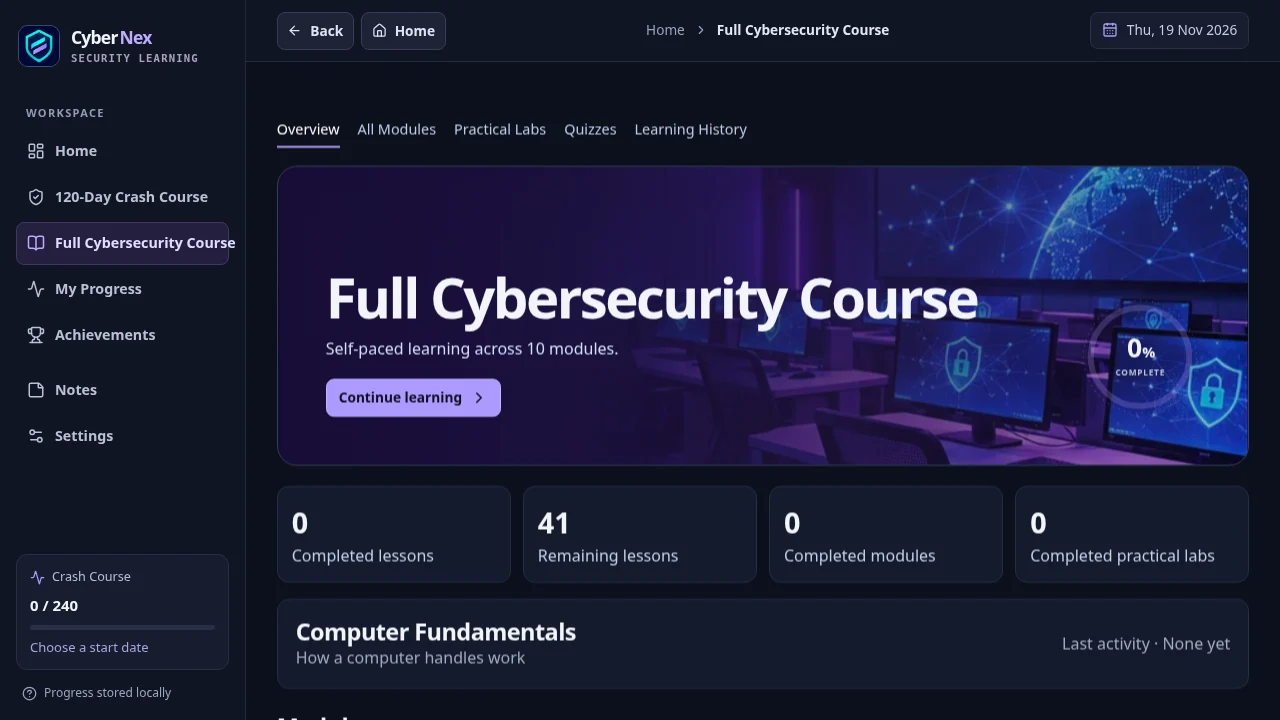 CyberNex
SECURITY LEARNING
WORKSPACE
Home
120-Day Crash Course
Full Cybersecurity Course
My Progress
Achievements
Notes
Settings
Crash Course
0 / 240
Choose a start date
Progress stored locally
Back
Home
Home > Full Cybersecurity Course
Thu, 19 Nov 2026
Overview All Modules Practical Labs Quizzes Learning History
Full Cybersecurity Course
Self-paced learning across 10 modules.
Continue learning
0%
COMPLETE
0
Completed lessons
41
Remaining lessons
0
Completed modules
0
Completed practical labs
Computer Fundamentals
How a computer handles work
Last activity · None yet